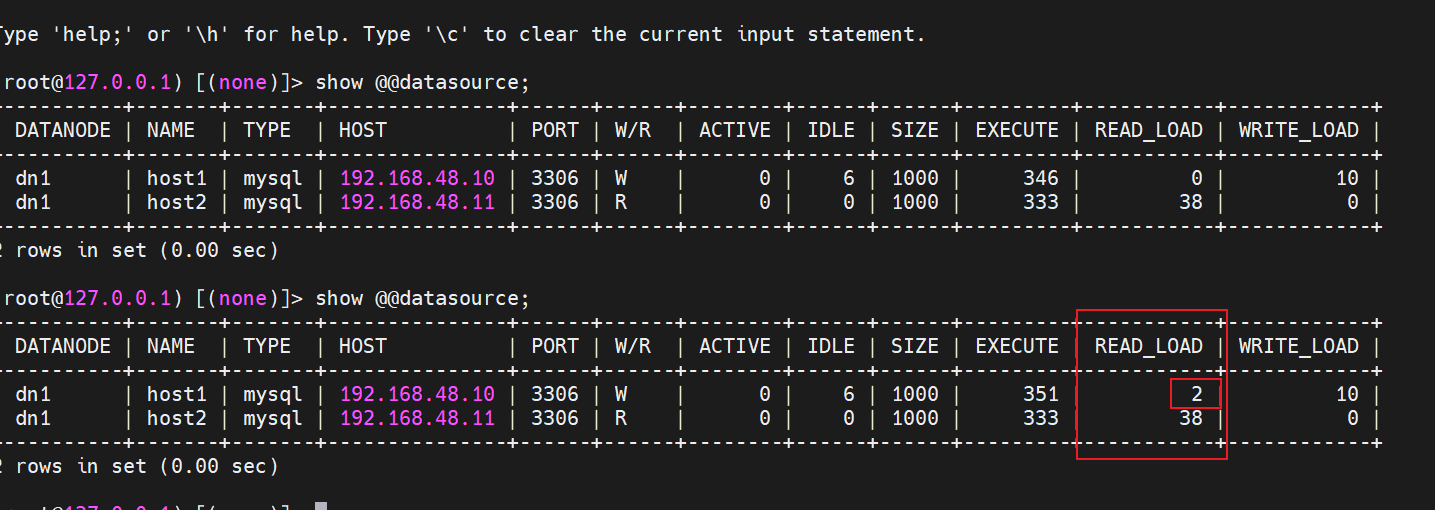 Type 'help;' or '\h' for help. Type '\c' to clear the current input statement.
root@127.0.0.1) [(none)]> show @@datasource;
-----------+-------+-------+----------------+------+------+--------+------+------+---------+-----------+------------+
DATANODE | NAME | TYPE | HOST | PORT | W/R | ACTIVE | IDLE | SIZE | EXECUTE | READ_LOAD | WRITE_LOAD |
-----------+-------+-------+----------------+------+------+--------+------+------+---------+-----------+------------+
dn1 | host1 | mysql | 192.168.48.10 | 3306 | W | 0 | 6 | 1000 | 346 | 0 | 10 |
dn1 | host2 | mysql | 192.168.48.11 | 3306 | R | 0 | 0 | 1000 | 333 | 38 | 0 |
-----------+-------+-------+----------------+------+------+--------+------+------+---------+-----------+------------+
2 rows in set (0.00 sec)
root@127.0.0.1) [(none)]> show @@datasource;
-----------+-------+-------+----------------+------+------+--------+------+------+---------+-----------+------------+
DATANODE | NAME | TYPE | HOST | PORT | W/R | ACTIVE | IDLE | SIZE | EXECUTE | READ_LOAD | WRITE_LOAD |
-----------+-------+-------+----------------+------+------+--------+------+------+---------+-----------+------------+
dn1 | host1 | mysql | 192.168.48.10 | 3306 | W | 0 | 6 | 1000 | 351 | 2 | 10 |
dn1 | host2 | mysql | 192.168.48.11 | 3306 | R | 0 | 0 | 1000 | 333 | 38 | 0 |
-----------+-------+-------+----------------+------+------+--------+------+------+---------+-----------+------------+
2 rows in set (0.00 sec)